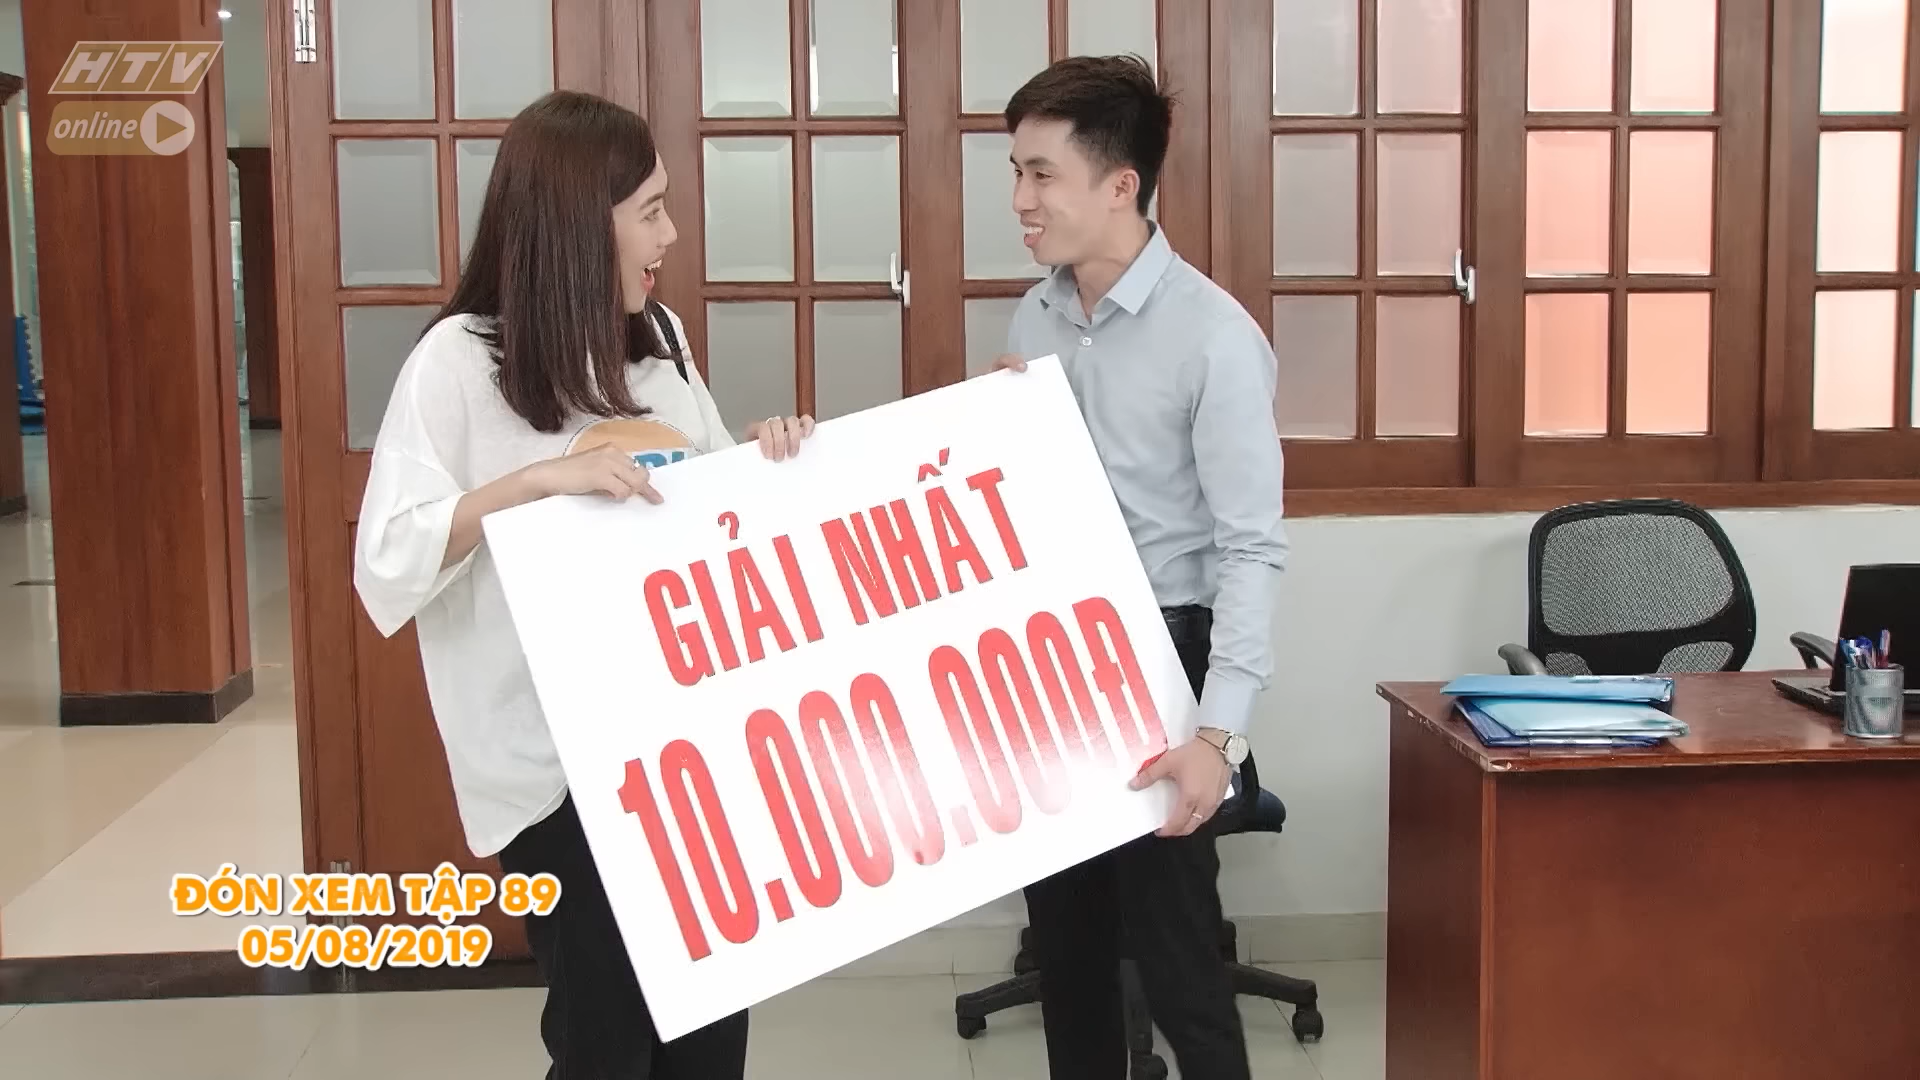 HTV
online
GIẢI NHẤT
10.000.000Đ
ĐÓN XEM TẬP 89
05/08/2019